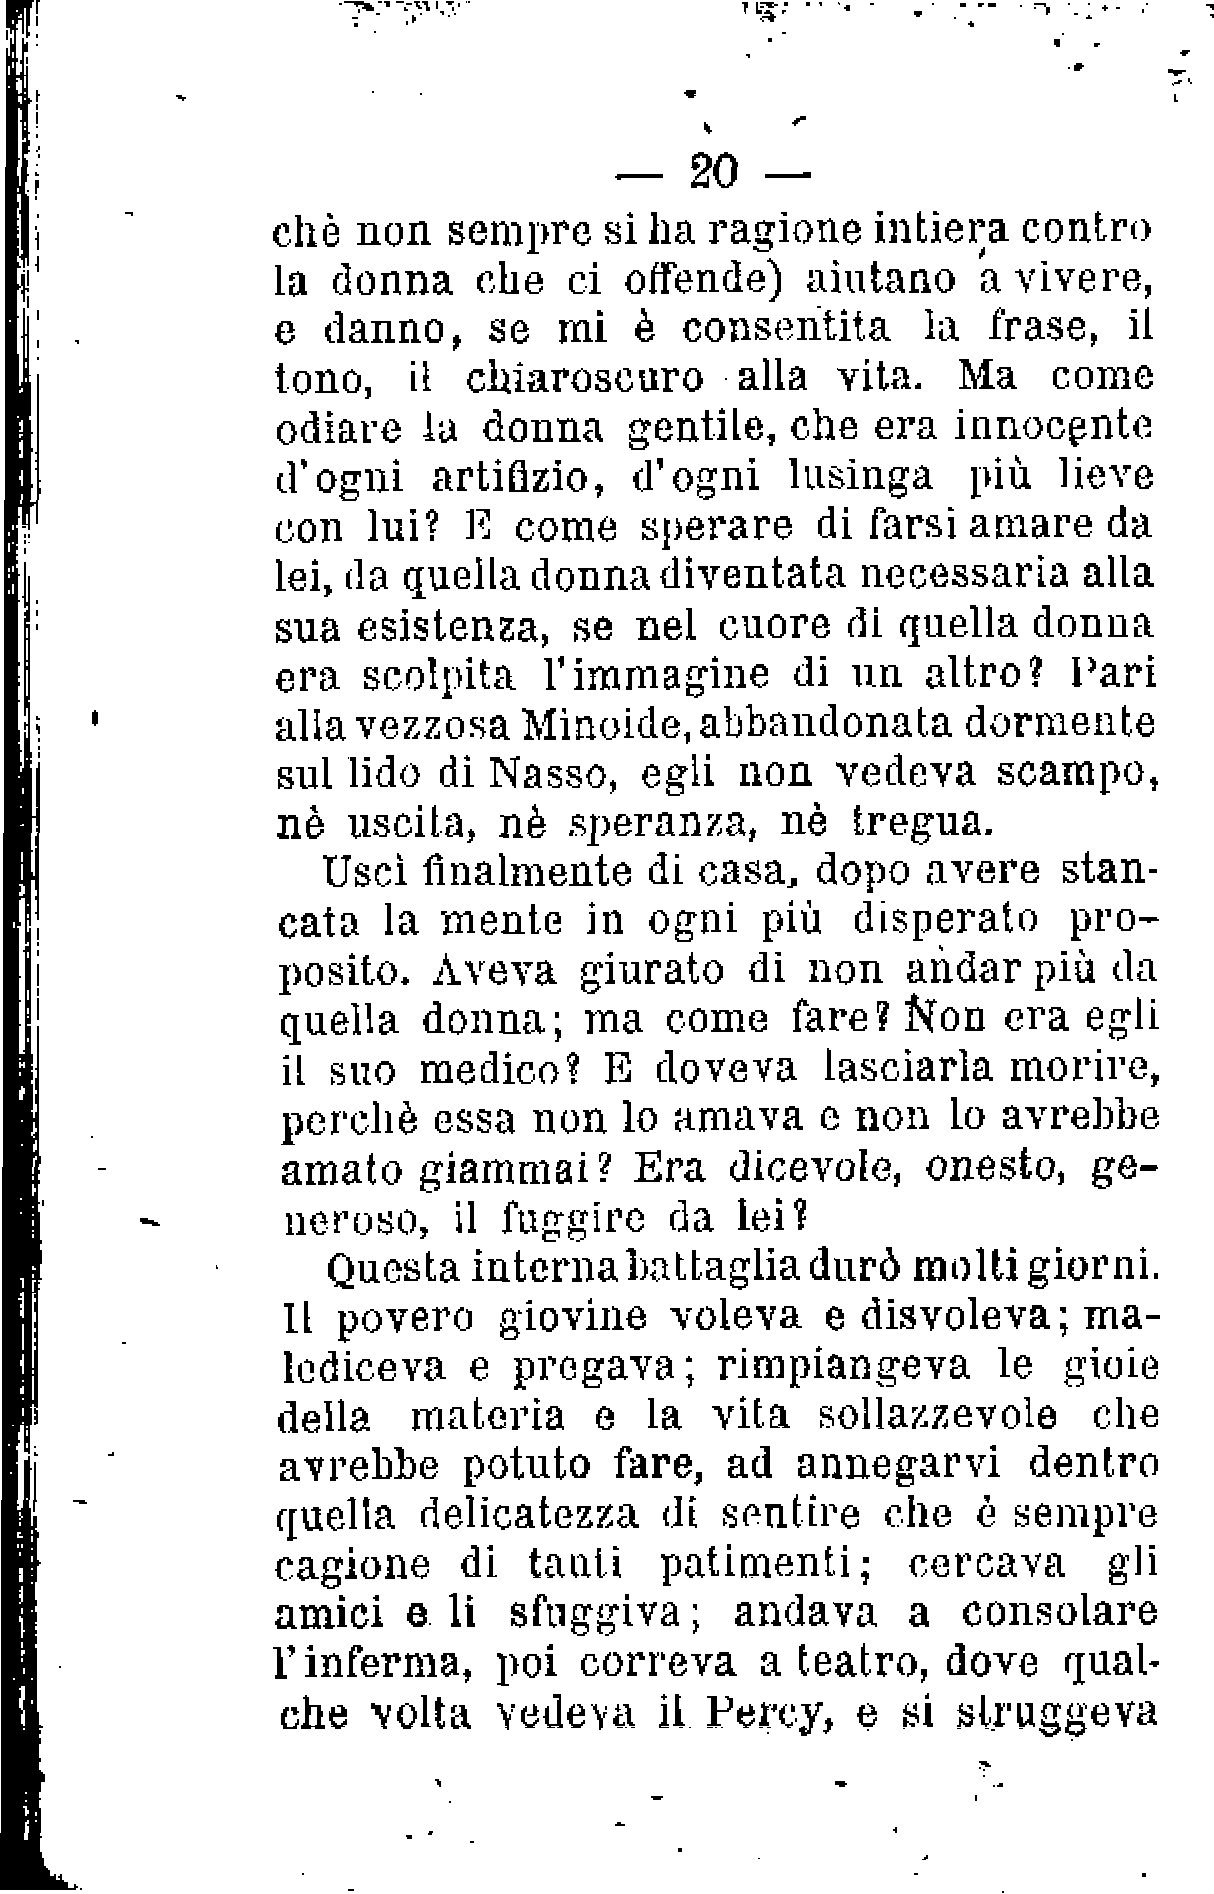 — 20 —
chè non sempre si ha ragione intiera contro
la donna che ci offende) aiutano a vivere,
e danno, se mi è consentita la frase, il
tono, il chiaroscuro alla vita. Ma come
odiare la donna gentile, che era innocente
d'ogni artifizio, d'ogni lusinga più lieve
con lui? E come sperare di farsi amare da
lei, da quella donna diventata necessaria alla
sua esistenza, se nel cuore di quella donna
era scolpita l'immagine di un altro? Pari
alla vezzosa Minoide, abbandonata dormente
sul lido di Nasso, egli non vedeva scampo,
nè uscita, nè speranza, nè tregua.
Uscì finalmente di casa, dopo avere stan-
cata la mente in ogni più disperato pro-
posito. Aveva giurato di non andar più da
quella donna; ma come fare? Non era egli
il suo medico? E doveva lasciarla morire,
perchè essa non lo amava e non lo avrebbe
amato giammai? Era dicevole, onesto, ge-
neroso, il fuggire da lei?
Questa interna battaglia durò molti giorni.
Il povero giovine voleva e disvoleva; ma-
lediceva e pregava; rimpiangeva le gioie
della materia e la vita sollazzevole che
avrebbe potuto fare, ad annegarvi dentro
quella delicatezza di sentire che è sempre
cagione di tanti patimenti; cercava gli
amici e li sfuggiva; andava a consolare
l'inferma, poi correva a teatro, dove qual-
che volta vedeva il Percy, e si struggeva